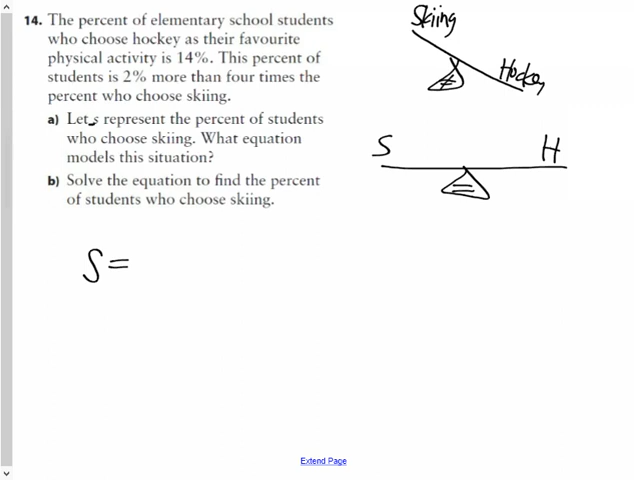 14. The percent of elementary school students
who choose hockey as their favourite
physical activity is 14%. This percent of
students is 2% more than four times the
percent who choose skiing.
a) Let s represent the percent of students
who choose skiing. What equation
models this situation?
b) Solve the equation to find the percent
of students who choose skiing.
Skiing
Hockey
≠
S
H
=
S=
Extend Page